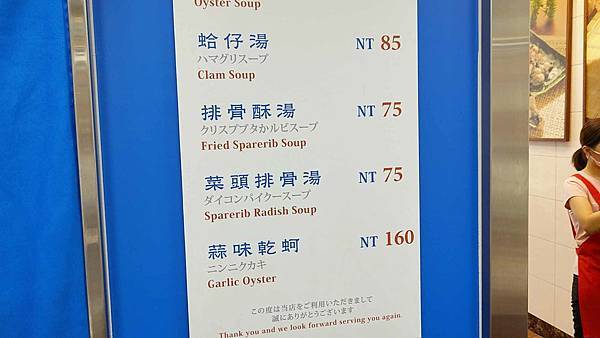 Oyster Soup
蛤仔湯 NT 85
ハマグリスープ
Clam Soup
排骨酥湯 NT 75
クリスプブタかルビスープ
Fried Sparerib Soup
菜頭排骨湯 NT 75
ダイコンパイクースープ
Sparerib Radish Soup
蒜味乾蚵 NT 160
ニンニクカキ
Garlic Oyster
この度は当店をご利用いただきまして
誠にありがとうございます
Thank you and we look forward serving you again.